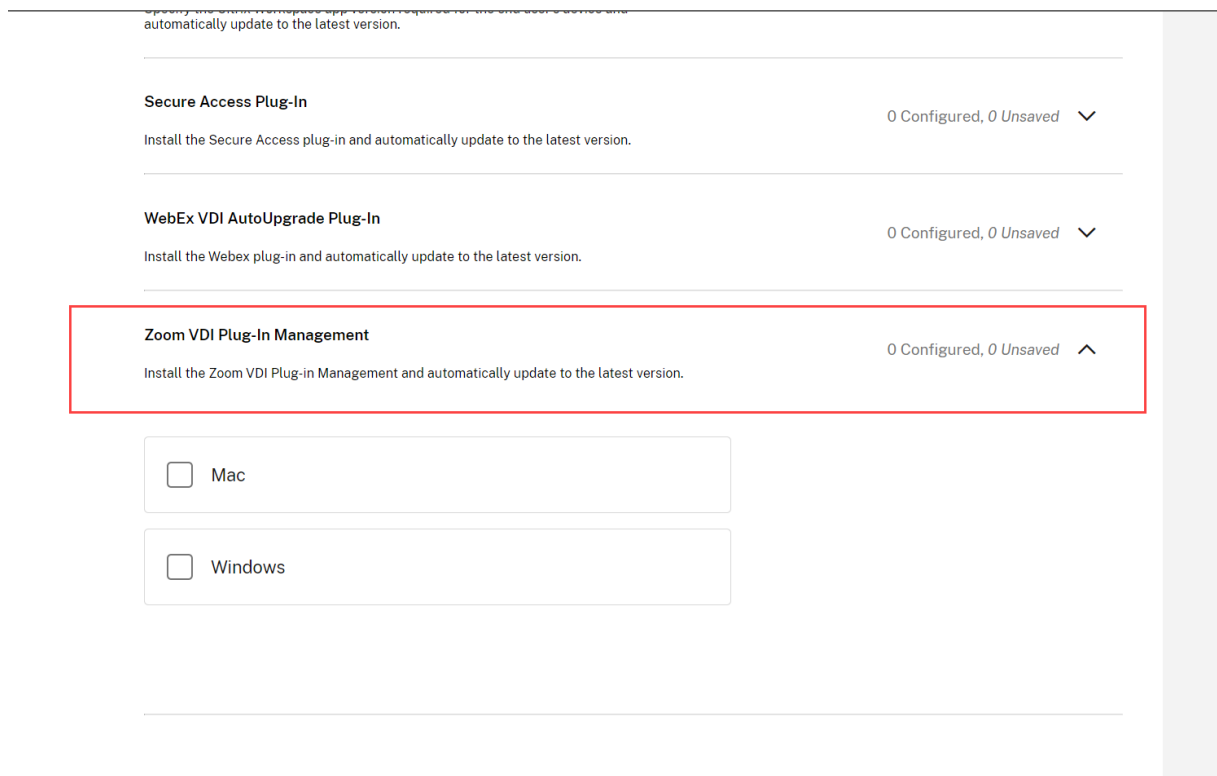 automatically update to the latest version.
Secure Access Plug-In
0 Configured, 0 Unsaved
Install the Secure Access plug-in and automatically update to the latest version.
WebEx VDI AutoUpgrade Plug-In
0 Configured, 0 Unsaved
Install the Webex plug-in and automatically update to the latest version.
Zoom VDI Plug-In Management
0 Configured, 0 Unsaved
Install the Zoom VDI Plug-in Management and automatically update to the latest version.
Mac
Windows